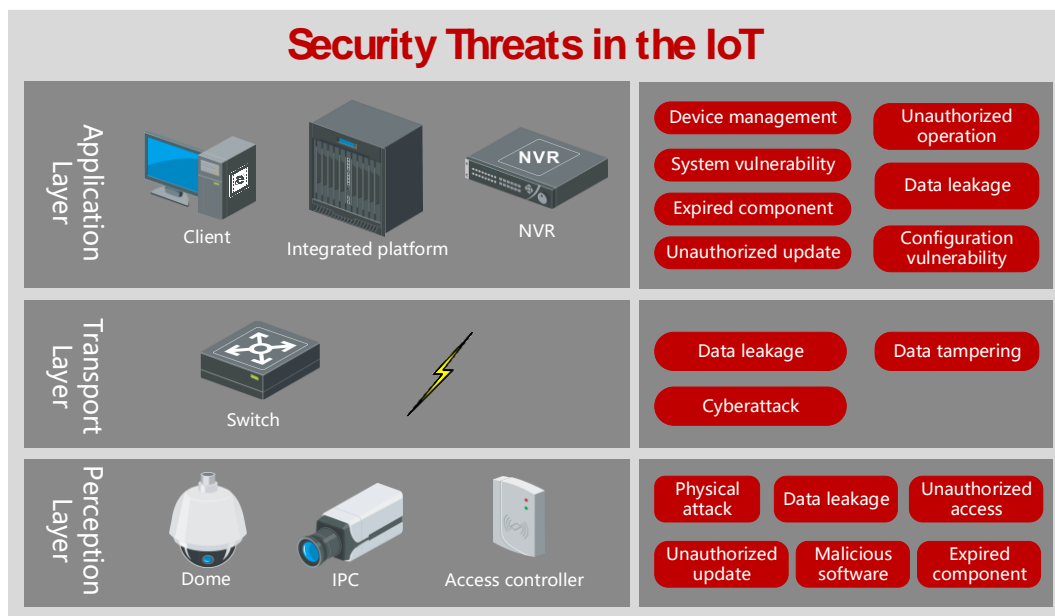 Security Threats in the IoT
Application
Layer
Client
Integrated platform
NVR
NVR
Device management
System vulnerability
Expired component
Unauthorized update
Unauthorized
operation
Data leakage
Configuration
vulnerability
Transport
Layer
Switch
Data leakage
Data tampering
Cyberattack
Perception
Layer
Dome
IPC
Access controller
Physical
attack
Data leakage
Unauthorized
access
Unauthorized
update
Malicious
software
Expired
component